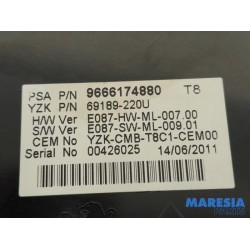 PSA P/N 9666174880 T8
YZK P/N 69189-220U
H/W Ver E087-HW-ML-007.00
S/W Ver E087-SW-ML-009.01
CEM No YZK-CMB-T8C1-CEM00
Serial No 00426025 14/06/2011
MARESIA
PARTS